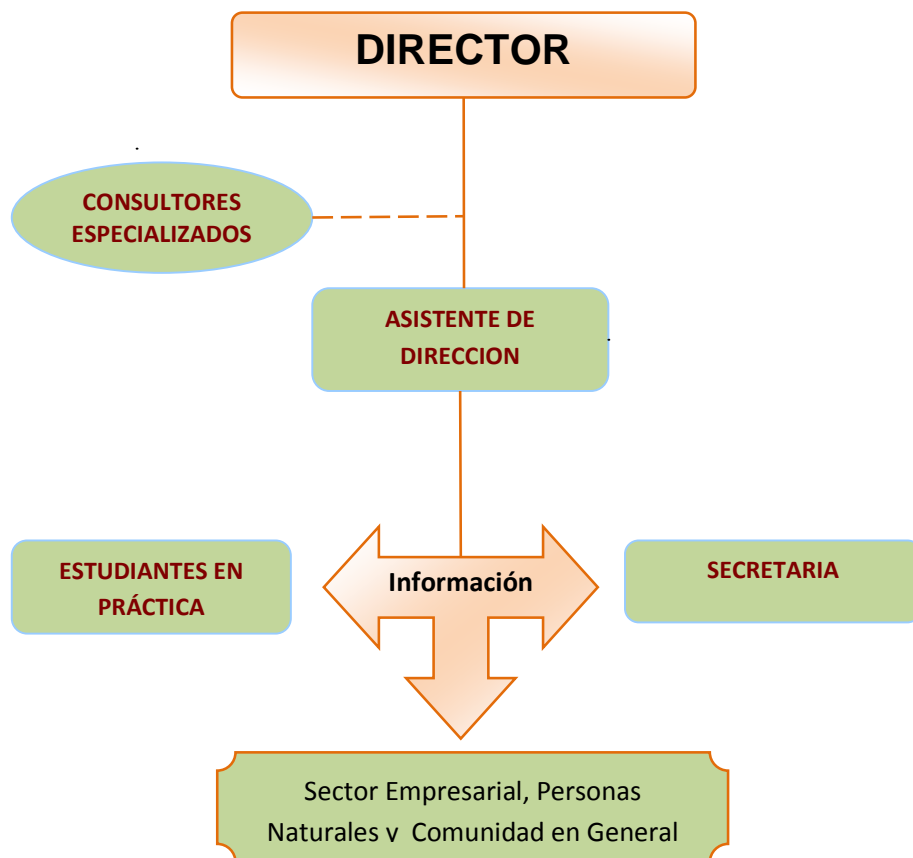 DIRECTOR
CONSULTORES
ESPECIALIZADOS
ASISTENTE DE
DIRECCION
ESTUDIANTES EN
PRÁCTICA
Información
SECRETARIA
Sector Empresarial, Personas
Naturales y Comunidad en General